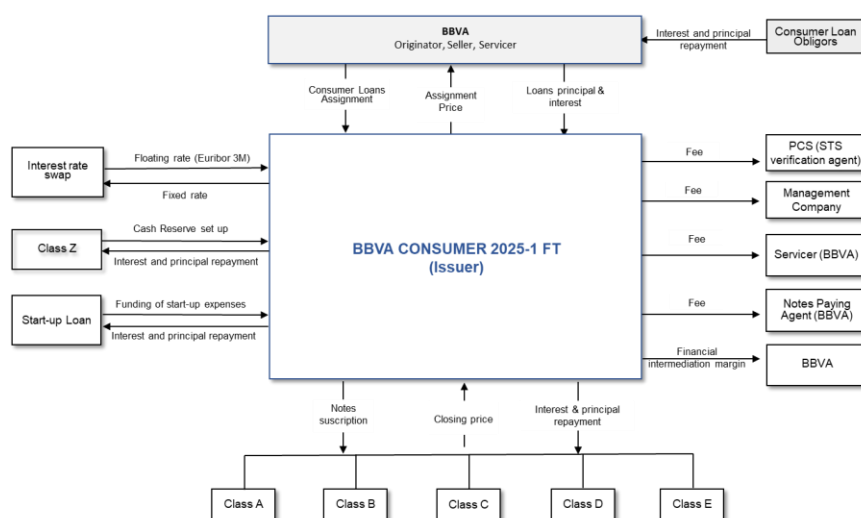 BBVA
Originator, Seller, Servicer
Interest and principal
repayment
Consumer Loan
Obligors
Consumer Loans
Assignment
Assignment
Price
Loans principal &
interest
Interest rate
swap
Floating rate (Euribor 3M)
Fixed rate
Class Z
Cash Reserve set up
Interest and principal repayment
Start-up Loan
Funding of start-up expenses
Interest and principal repayment
BBVA CONSUMER 2025-1 FT
(Issuer)
Fee
PCS (STS
verification agent)
Fee
Management
Company
Fee
Servicer (BBVA)
Fee
Notes Paying
Agent (BBVA)
Financial
intermediation margin
BBVA
Notes
suscription
Closing price
Interest & principal
repayment
Class A
Class B
Class C
Class D
Class E